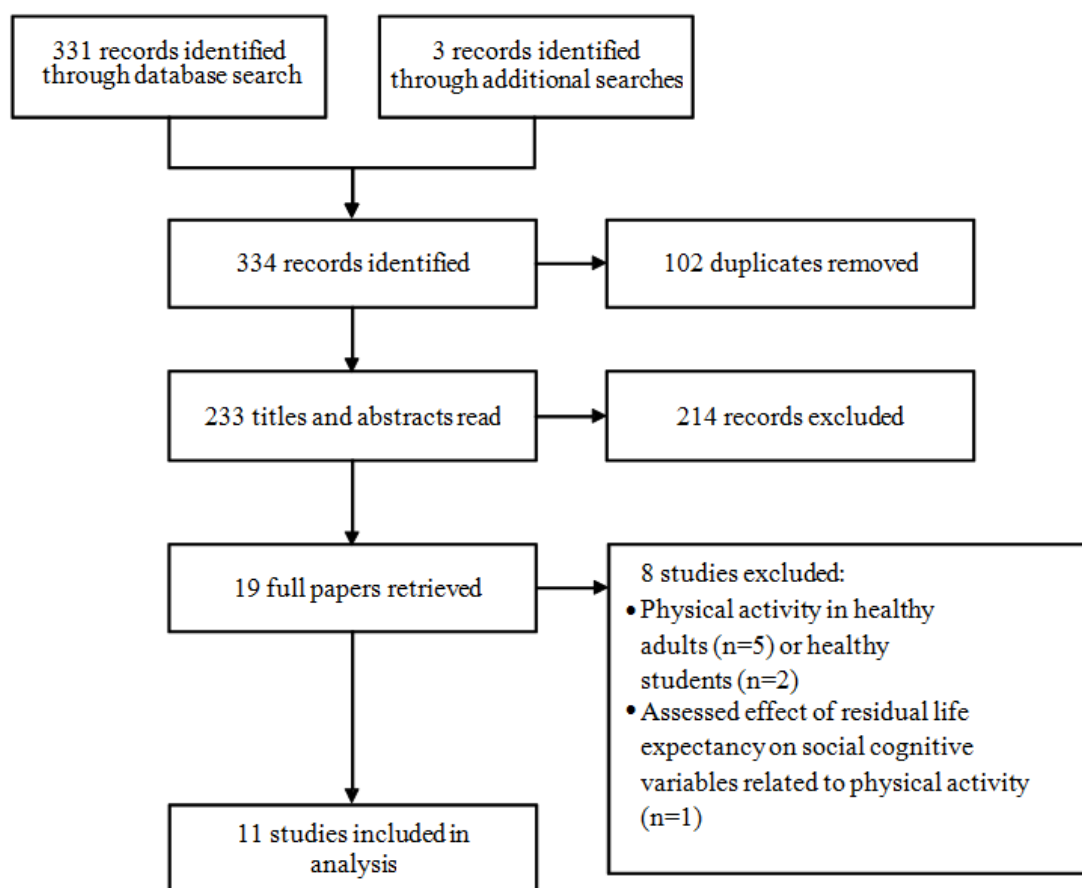 331 records identified
through database search
3 records identified
through additional searches
334 records identified
102 duplicates removed
233 titles and abstracts read
214 records excluded
19 full papers retrieved
8 studies excluded:
• Physical activity in healthy
adults (n=5) or healthy
students (n=2)
• Assessed effect of residual life
expectancy on social cognitive
variables related to physical activity
(n=1)
11 studies included in
analysis